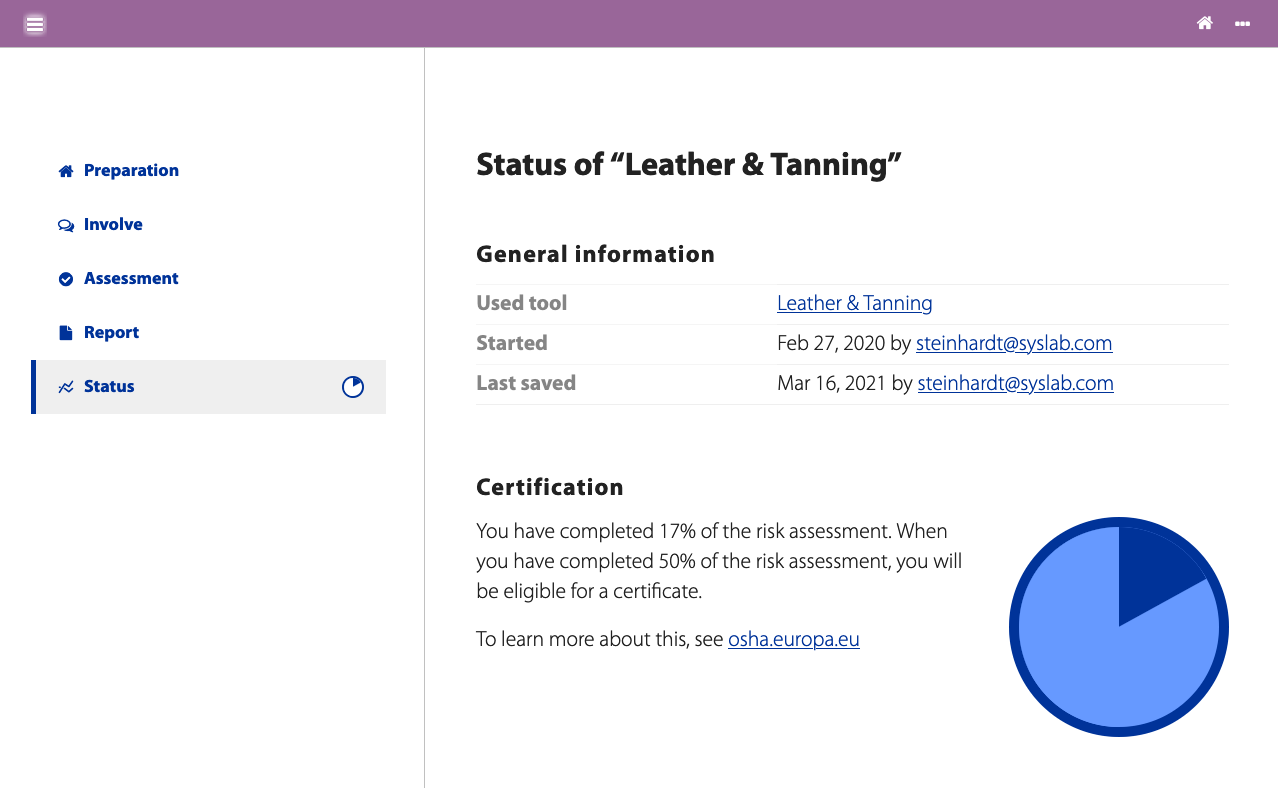 Preparation
Involve
Assessment
Report
Status
Status of “Leather & Tanning”
General information
Used tool Leather & Tanning
Started Feb 27, 2020 by steinhardt@syslab.com
Last saved Mar 16, 2021 by steinhardt@syslab.com
Certification
You have completed 17% of the risk assessment. When
you have completed 50% of the risk assessment, you will
be eligible for a certificate.
To learn more about this, see osha.europa.eu